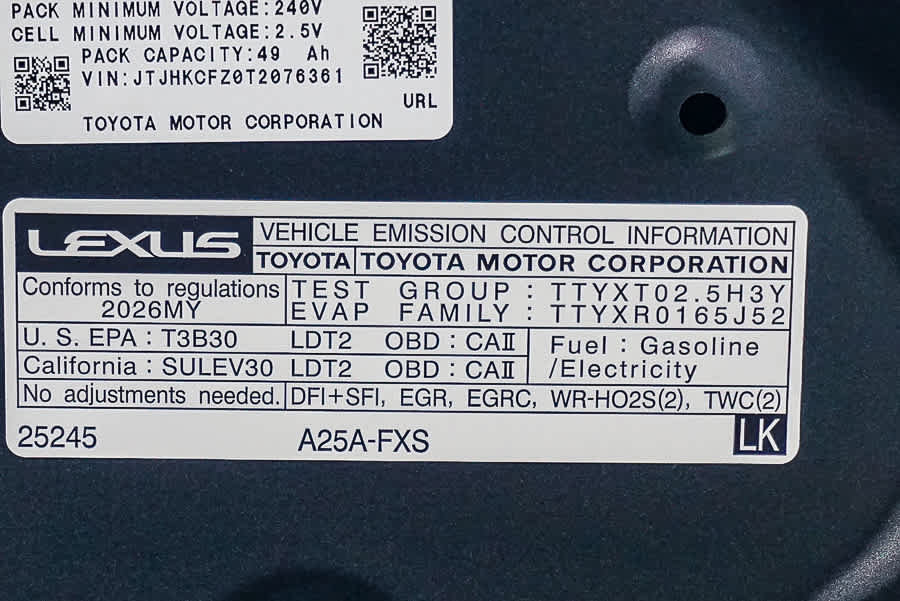 PACK MINIMUM VOLTAGE:240V
CELL MINIMUM VOLTAGE:2.5V
PACK CAPACITY:49 Ah
VIN:JTJHKCFZ0T2076361
URL
TOYOTA MOTOR CORPORATION
LEXUS
VEHICLE EMISSION CONTROL INFORMATION
TOYOTA TOYOTA MOTOR CORPORATION
Conforms to regulations
2026MY
TEST GROUP : TTYXT02.5H3Y
EVAP FAMILY : TTYXR0165J52
U. S. EPA : T3B30 LDT2 OBD : CAII
California : SULEV30 LDT2 OBD : CAII
Fuel : Gasoline
/Electricity
No adjustments needed. DFI+SFI, EGR, EGRC, WR-HO2S(2), TWC(2)
25245 A25A-FXS LK